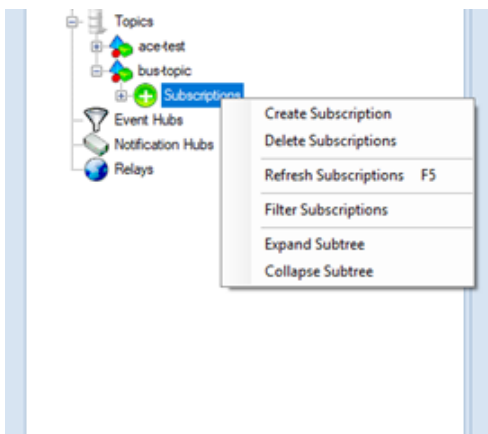 Topics
ace-test
bus-topic
Subscriptions
Event Hubs
Notification Hubs
Relays
Create Subscription
Delete Subscriptions
Refresh Subscriptions F5
Filter Subscriptions
Expand Subtree
Collapse Subtree